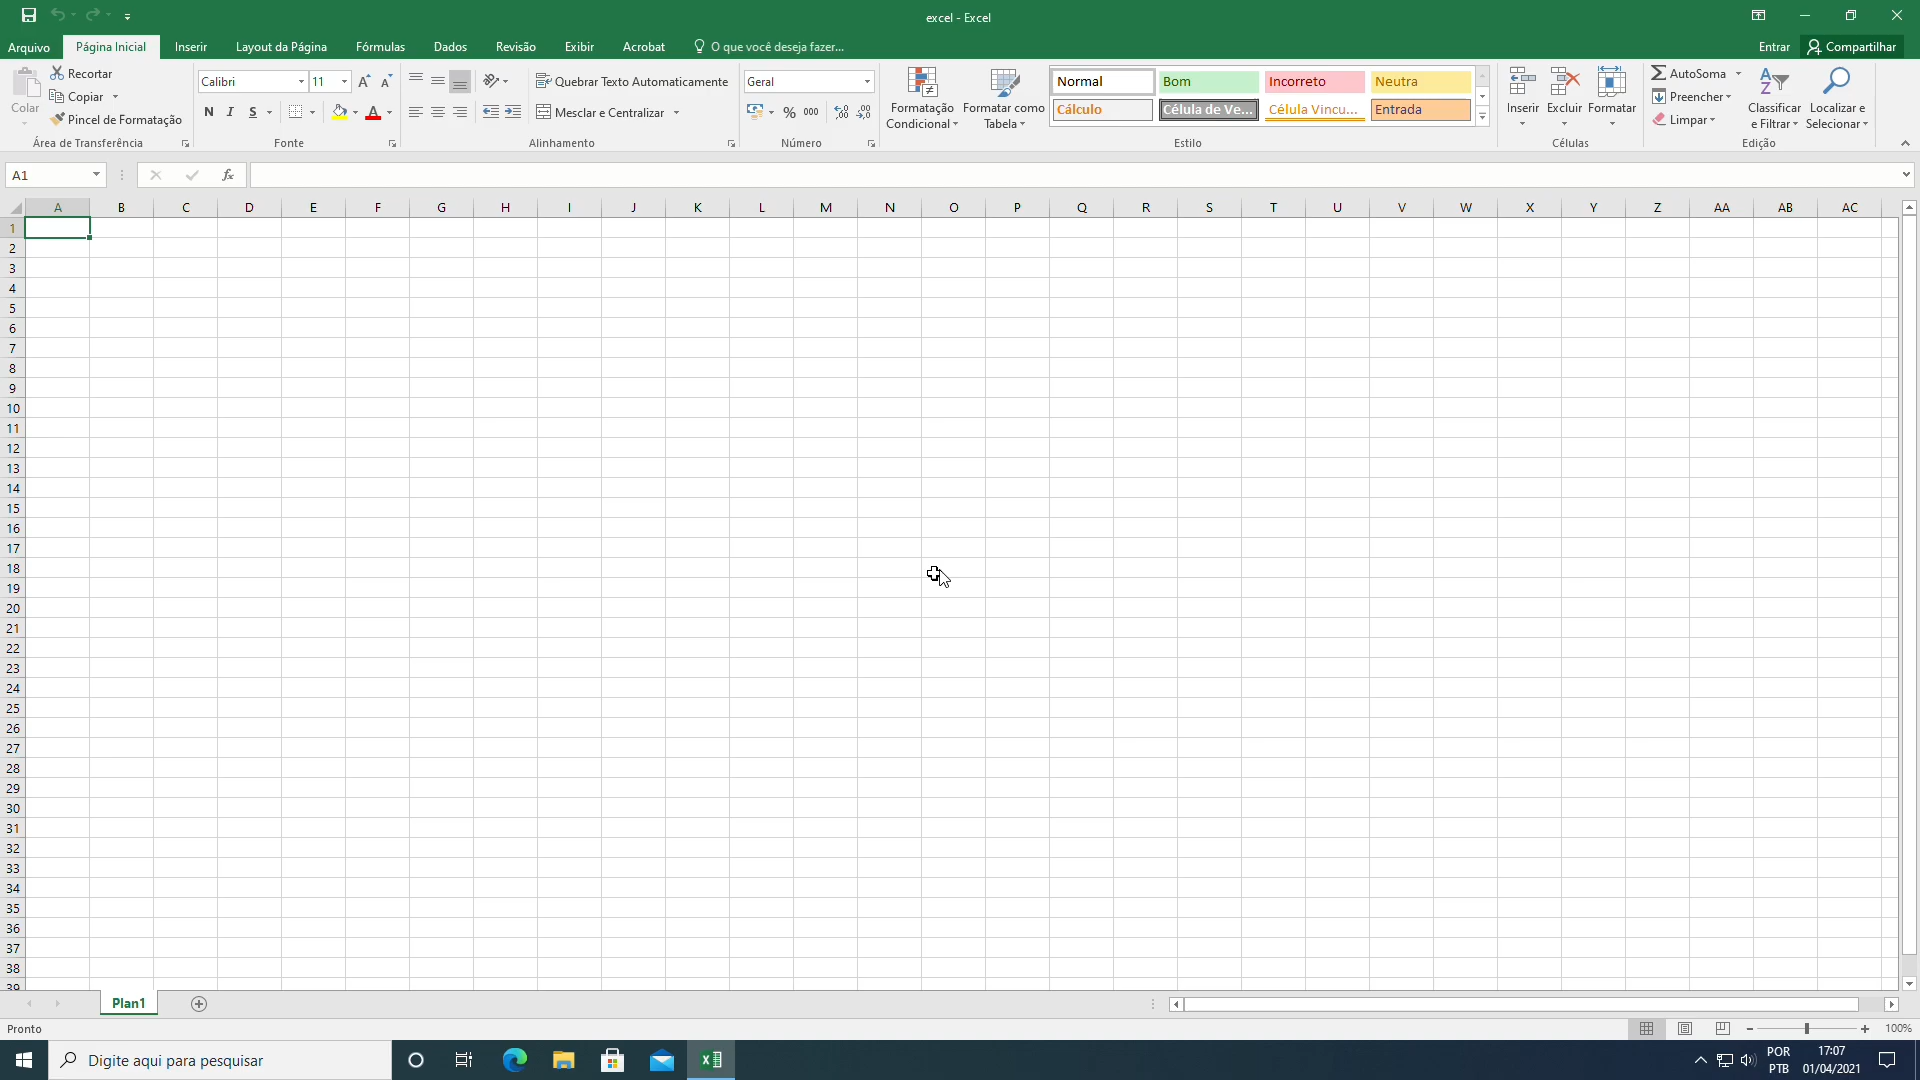 excel - Excel
Arquivo Página Inicial Inserir Layout da Página Fórmulas Dados Revisão Exibir Acrobat O que você deseja fazer... Entrar Compartilhar
Colar
Recortar
Copiar
Pincel de Formatação
Área de Transferência
Calibri 11
N I S
Fonte
Quebrar Texto Automaticamente
Mesclar e Centralizar
Alinhamento
Geral
% 000
Número
Formatação Condicional
Formatar como Tabela
Normal Bom Incorreto Neutra
Cálculo Célula de Ve... Célula Vincu... Entrada
Estilo
Inserir Excluir Formatar
Células
AutoSoma
Preencher
Limpar
Classificar e Filtrar
Localizar e Selecionar
Edição
A1 fx
A B C D E F G H I J K L M N O P Q R S T U V W X Y Z AA AB AC
1
2
3
4
5
6
7
8
9
10
11
12
13
14
15
16
17
18
19
20
21
22
23
24
25
26
27
28
29
30
31
32
33
34
35
36
37
38
39
Plan1
Pronto 100%
Digite aqui para pesquisar
POR
PTB
17:07
01/04/2021